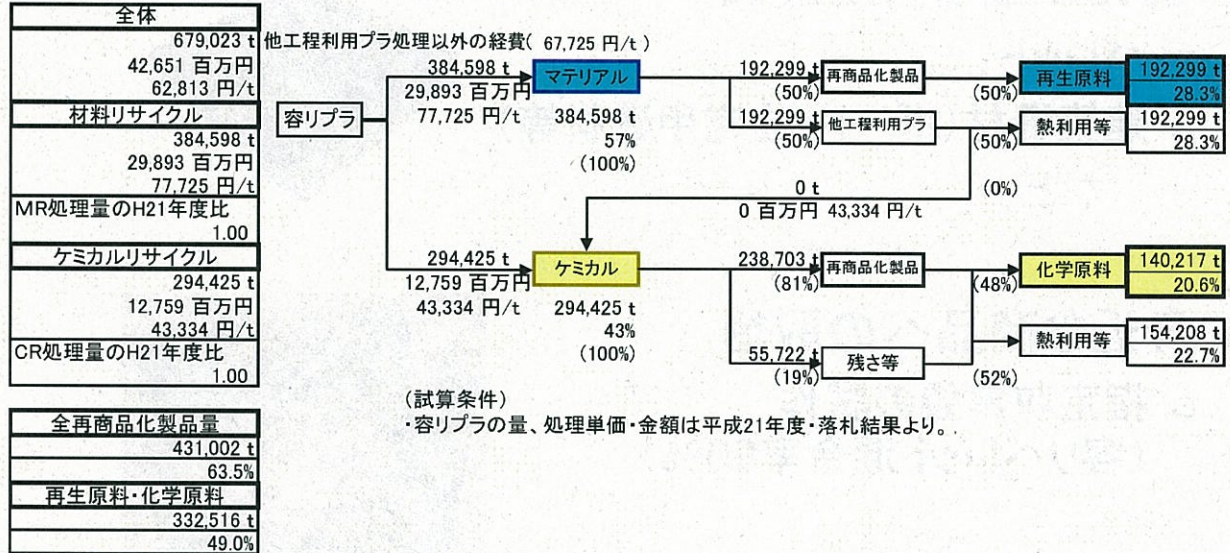 全体
679,023 t
42,651 百万円
62,813 円/t
材料リサイクル
384,598 t
29,893 百万円
77,725 円/t
MR処理量のH21年度比
1.00
ケミカルリサイクル
294,425 t
12,759 百万円
43,334 円/t
CR処理量のH21年度比
1.00
全再商品化製品量
431,002 t
63.5%
再生原料・化学原料
332,516 t
49.0%
他工程利用プラ処理以外の経費( 67,725 円/t )
容リプラ
384,598 t
29,893 百万円
77,725 円/t
マテリアル
384,598 t
57%
(100%)
192,299 t
(50%)
再商品化製品
(50%)
再生原料
192,299 t
28.3%
192,299 t
(50%)
他工程利用プラ
(50%)
熱利用等
192,299 t
28.3%
0 t
(0%)
0 百万円 43,334 円/t
294,425 t
12,759 百万円
43,334 円/t
ケミカル
294,425 t
43%
(100%)
238,703 t
(81%)
再商品化製品
(48%)
化学原料
140,217 t
20.6%
55,722 t
(19%)
残さ等
(52%)
熱利用等
154,208 t
22.7%
(試算条件)
・容リプラの量、処理単価・金額は平成21年度・落札結果より。